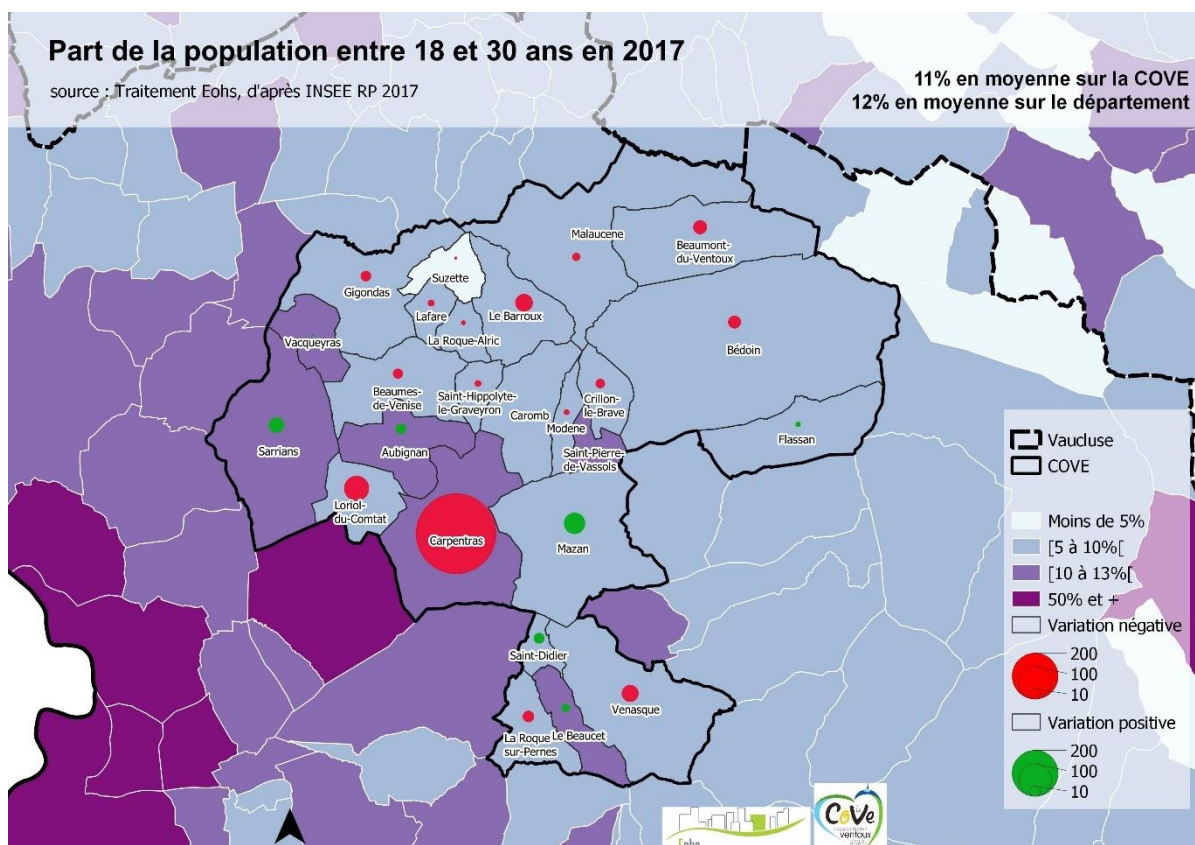 Part de la population entre 18 et 30 ans en 2017
source : Traitement Eohs, d'après INSEE RP 2017
11% en moyenne sur la COVE
12% en moyenne sur le département
Malaucene
Beaumont-
du-Ventoux
Suzette
Gigondas
Lafare
Le Barroux
La Roque-Alric
Vacqueyras
Bédoin
Beaumes-
de-Venise
Saint-Hippolyte-
le-Graveyron
Caromb
Modene
Crillon-
le-Brave
Sarrians
Aubignan
Saint-Pierre-
de-Vassols
Flassan
Loriol-
du-Comtat
Carpentras
Mazan
Saint-Didier
Venasque
La Roque
sur-Pernes
Le Beaucet
Vaucluse
COVE
Moins de 5%
[5 à 10%[
[10 à 13%[
50% et +
Variation négative
200
100
10
Variation positive
200
100
10
CoVe
ventoux